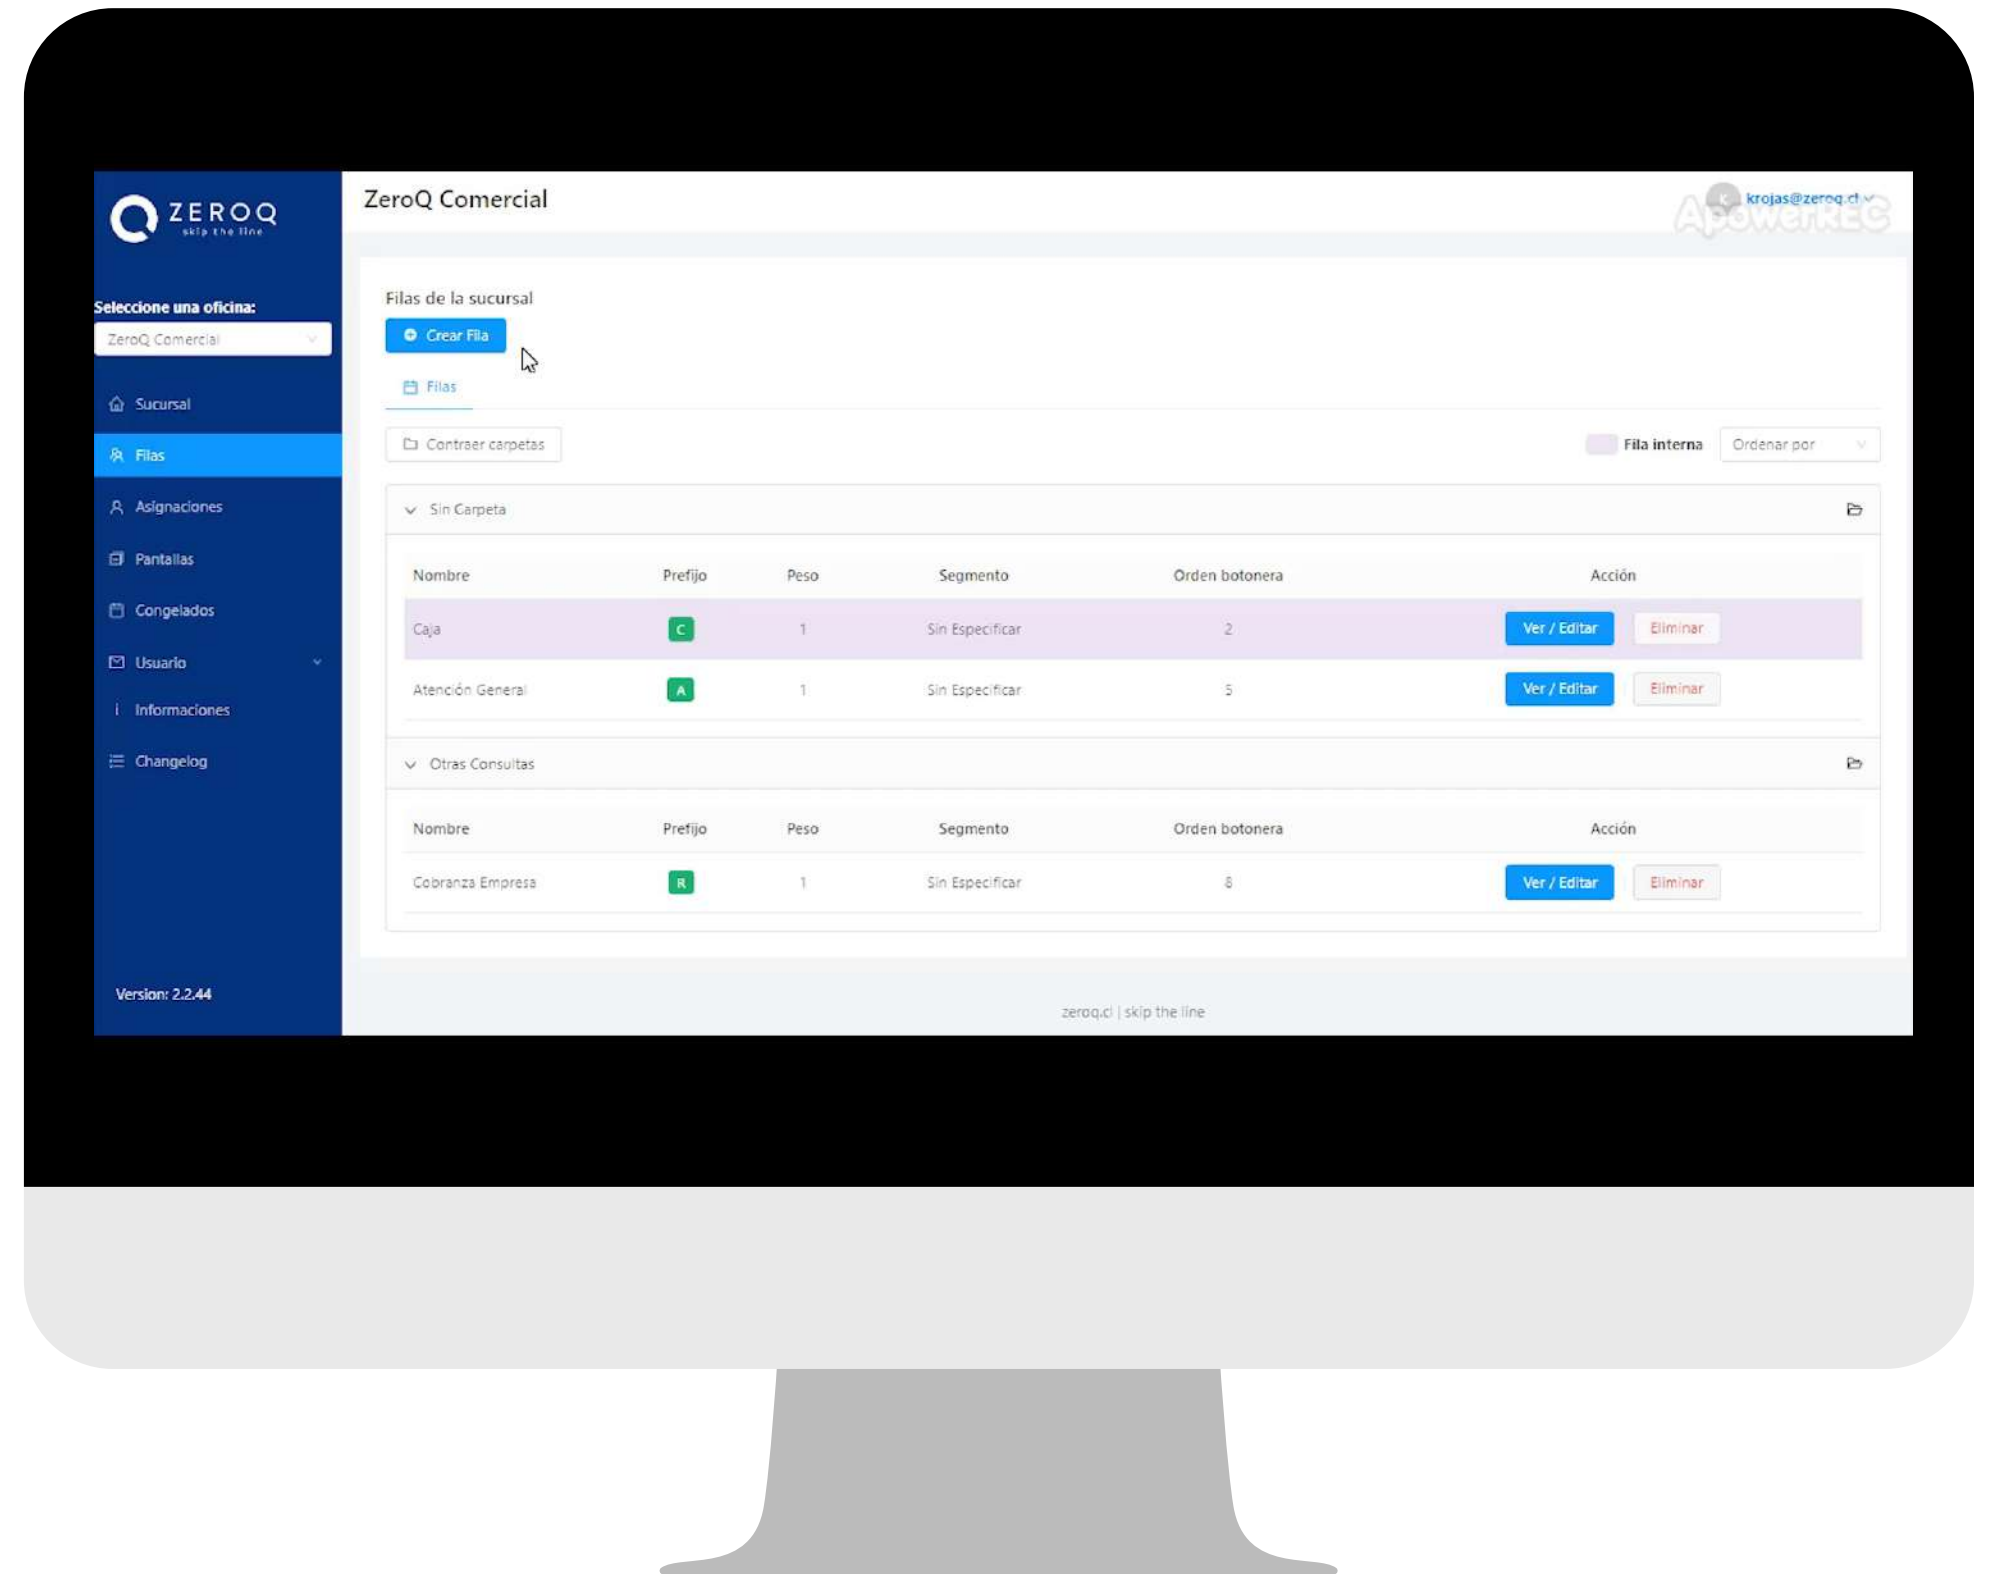 ZEROQ
skip the line
ZeroQ Comercial
K krojas@zeroq.cl
ApowerREC
Seleccione una oficina:
ZeroQ Comercial
Sucursal
Filas
Asignaciones
Pantallas
Congelados
Usuario
Informaciones
Changelog
Version: 2.2.44
Filas de la sucursal
Crear Fila
Filas
Contraer carpetas
Fila interna Ordenar por
Sin Carpeta
Nombre Prefijo Peso Segmento Orden botonera Acción
Caja C 1 Sin Especificar 2 Ver / Editar Eliminar
Atención General A 1 Sin Especificar 5 Ver / Editar Eliminar
Otras Consultas
Nombre Prefijo Peso Segmento Orden botonera Acción
Cobranza Empresa R 1 Sin Especificar 8 Ver / Editar Eliminar
zeroq.cl | skip the line